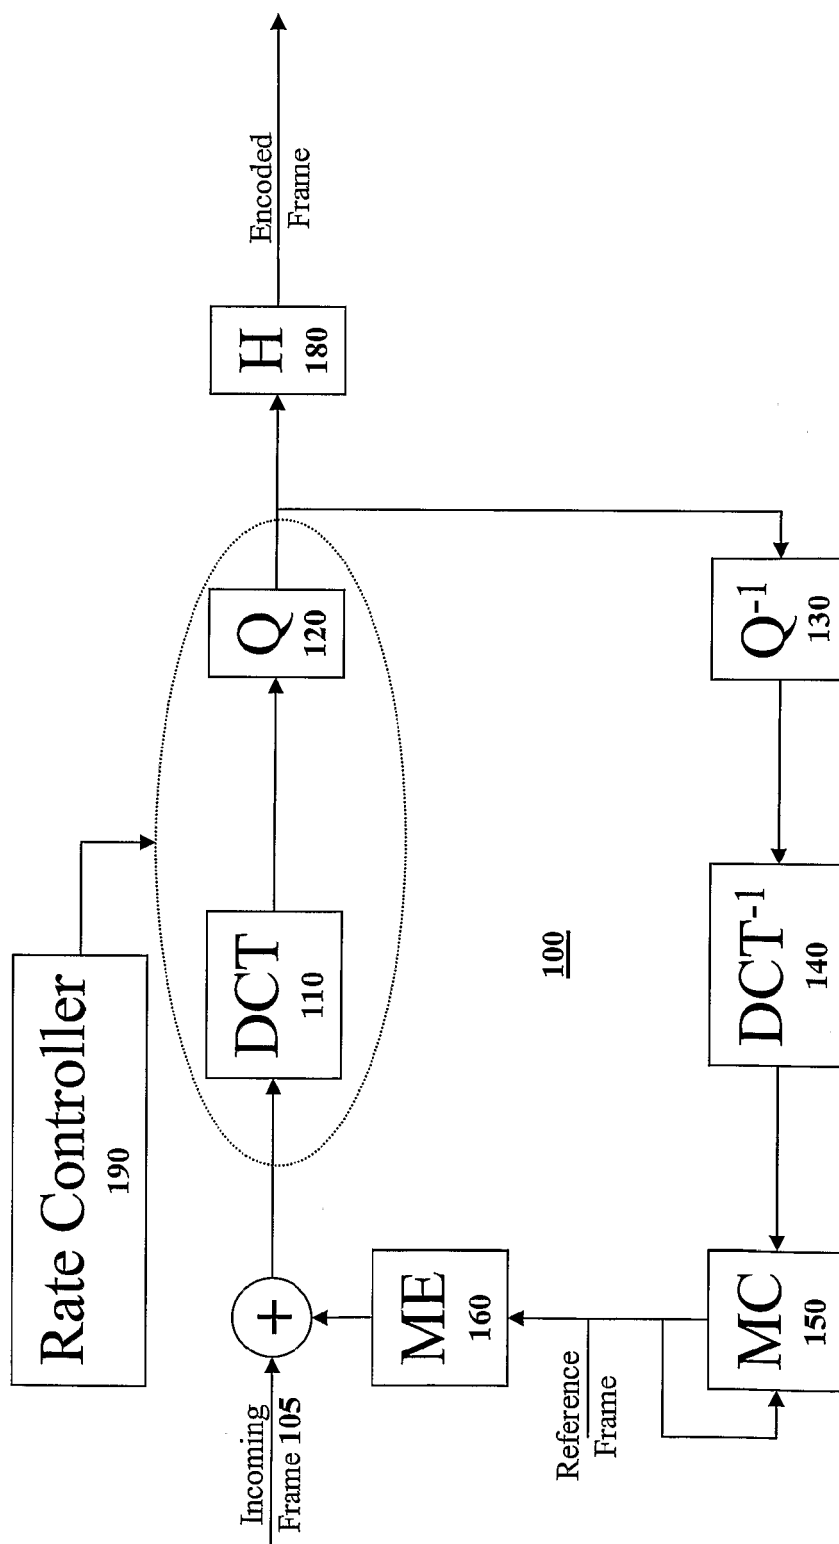 Rate Controller
190
Incoming
Frame 105
+
DCT
110
Q
120
H
180
Encoded
Frame
ME
160
100
Reference
Frame
MC
150
DCT-1
140
Q-1
130